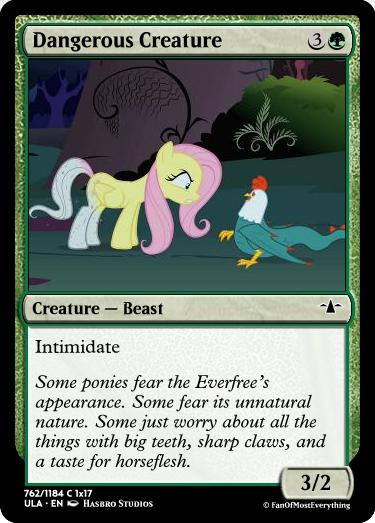 Dangerous Creature 3
Creature — Beast
Intimidate
Some ponies fear the Everfree's
appearance. Some fear its unnatural
nature. Some just worry about all the
things with big teeth, sharp claws, and
a taste for horseflesh.
3/2
762/1184 C 1x17
ULA • EN Hasbro Studios
© FanOfMostEverything